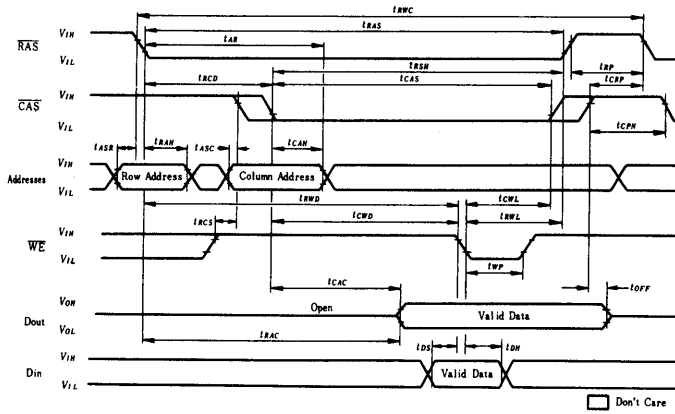 tRWC
tRAS
tAR
RAS
VIH
VIL
tRSH
tRP
tRCD
tCAS
tCRP
CAS
VIH
VIL
tCPN
tASR
tRAH
tASC
tCAH
Addresses
VIH
VIL
Row Address
Column Address
tRWD
tCWL
tRCS
tCWD
tRWL
WE
VIH
VIL
tWP
tCAC
tOFF
Dout
VOH
VOL
Open
Valid Data
tRAC
tDS
tDH
Din
VIH
VIL
Valid Data
Don't Care